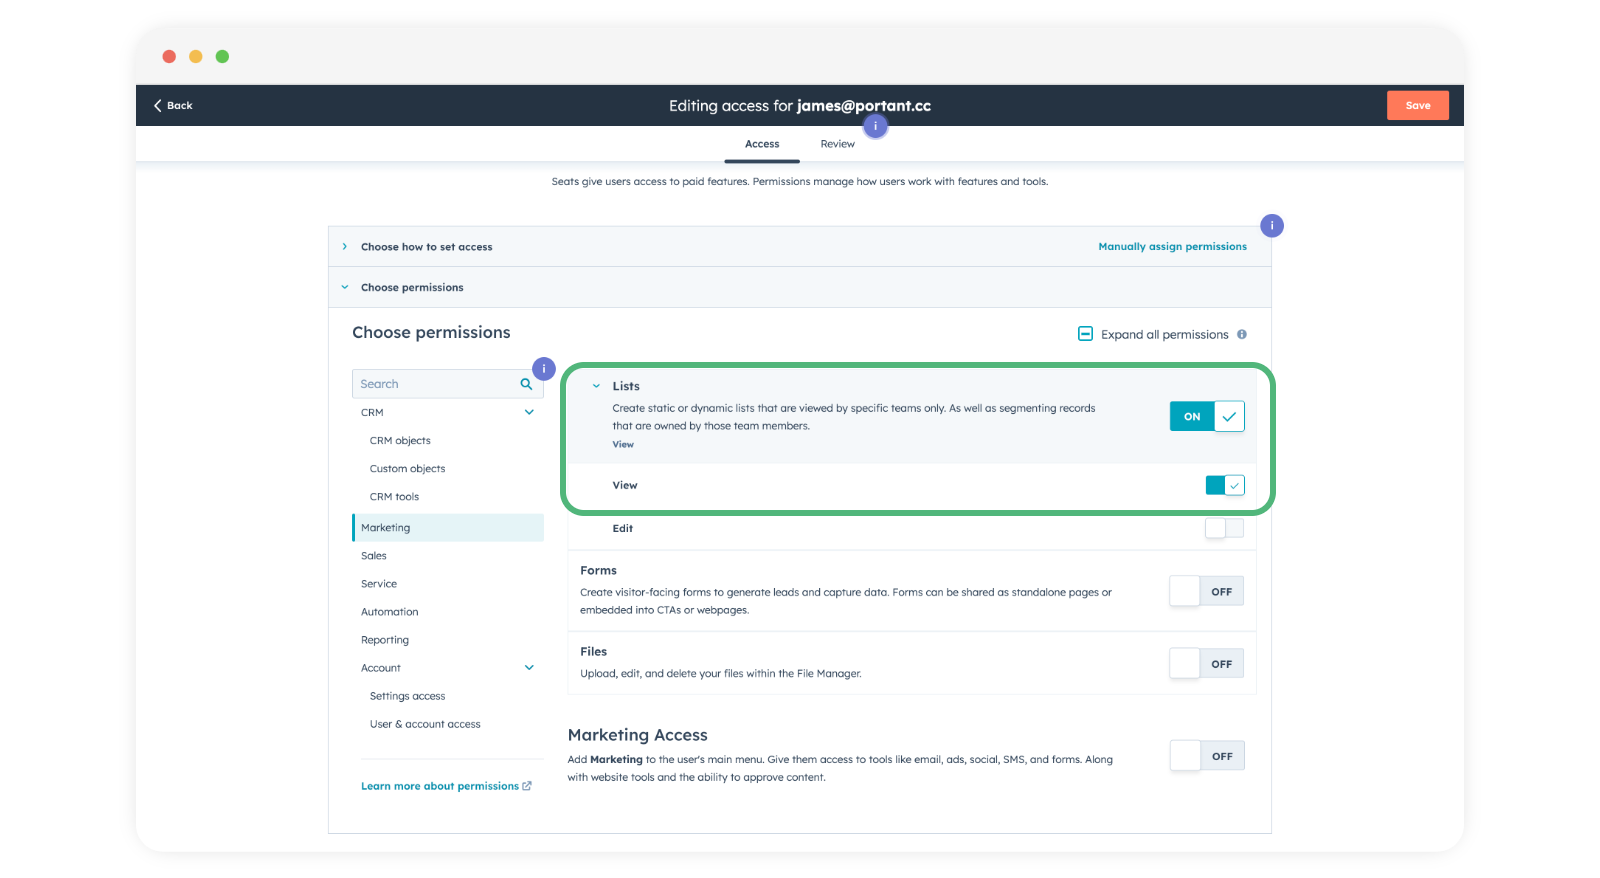 Back
Editing access for james@portant.cc
Save
i
Access
Review
Seats give users access to paid features. Permissions manage how users work with features and tools.
i
Choose how to set access
Manually assign permissions
Choose permissions
Choose permissions
Expand all permissions i
i
Search
CRM
CRM objects
Custom objects
CRM tools
Marketing
Sales
Service
Automation
Reporting
Account
Settings access
User & account access
Learn more about permissions
Lists
Create static or dynamic lists that are viewed by specific teams only. As well as segmenting records
that are owned by those team members.
View
ON
View
Edit
Forms
Create visitor-facing forms to generate leads and capture data. Forms can be shared as standalone pages or
embedded into CTAs or webpages.
OFF
Files
Upload, edit, and delete your files within the File Manager.
OFF
Marketing Access
Add Marketing to the user's main menu. Give them access to tools like email, ads, social, SMS, and forms. Along
with website tools and the ability to approve content.
OFF